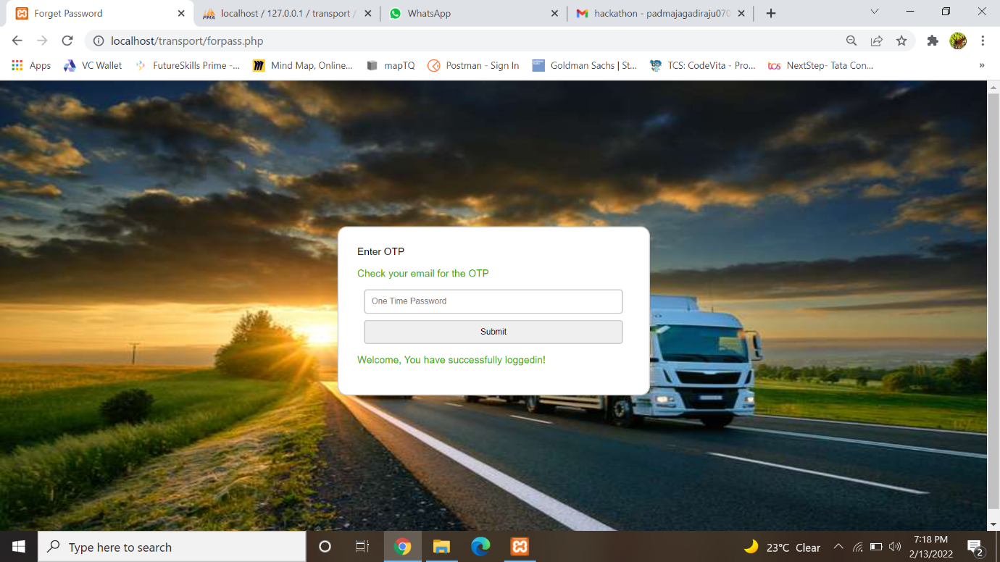 Forget Password
localhost / 127.0.0.1 / transport /
WhatsApp
hackathon - padmajagadiraju070
localhost/transport/forpass.php
Apps
VC Wallet
FutureSkills Prime -...
Mind Map, Online...
mapTQ
Postman - Sign In
Goldman Sachs | St...
TCS: CodeVita - Pro...
tcs
NextStep- Tata Con...
»
Enter OTP
Check your email for the OTP
One Time Password
Submit
Welcome, You have successfully loggedin!
Type here to search
23°C Clear
7:18 PM
2/13/2022
2